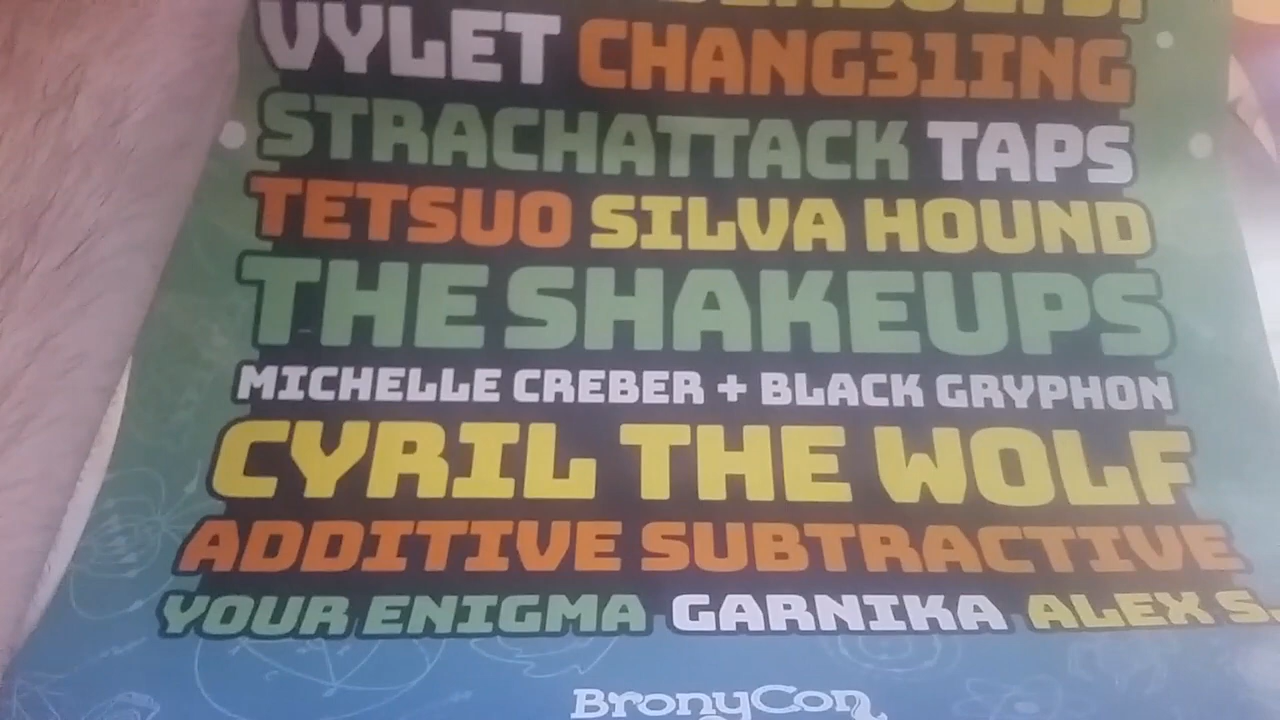 VYLET CHANG31ING
STRACHATTACK TAPS
TETSUO SILVA HOUND
THE SHAKEUPS
MICHELLE CREBER + BLACK GRYPHON
CYRIL THE WOLF
ADDITIVE SUBTRACTIVE
YOUR ENIGMA GARNIKA ALEX S.
BRONYCON